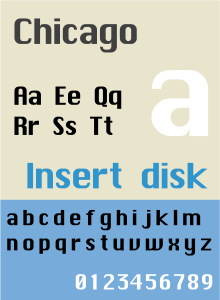 Chicago
Aa Ee Qq
Rr Ss Tt
a
Insert disk
abcdefghijklm
nopqrstuvwxyz
0123456789